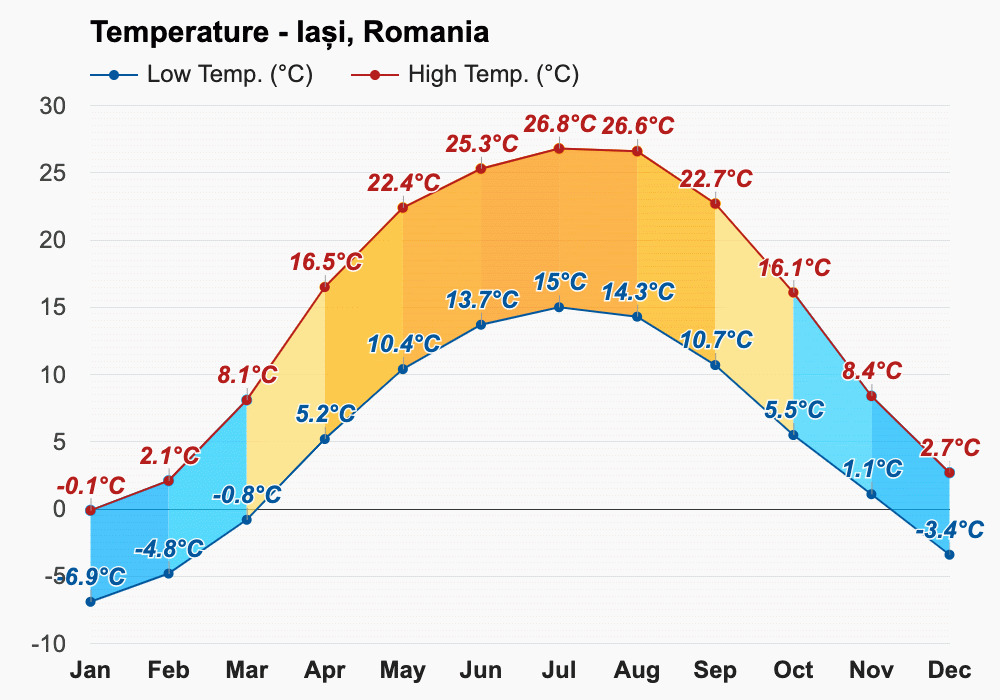 Temperature - Iași, Romania
Low Temp. (°C) High Temp. (°C)
30
25
20
15
10
5
0
-5
-10
-0.1°C
2.1°C
8.1°C
16.5°C
22.4°C
25.3°C
26.8°C
26.6°C
22.7°C
16.1°C
8.4°C
2.7°C
-6.9°C
-4.8°C
-0.8°C
5.2°C
10.4°C
13.7°C
15°C
14.3°C
10.7°C
5.5°C
1.1°C
-3.4°C
Jan Feb Mar Apr May Jun Jul Aug Sep Oct Nov Dec